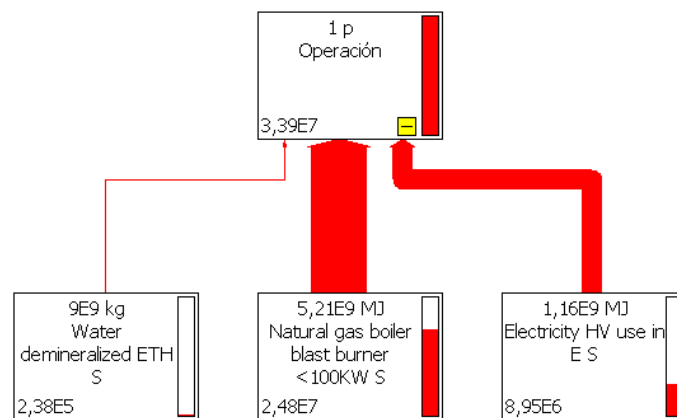 1 p
Operación
3,39E7
9E9 kg
Water
demineralized ETH
S
2,38E5
5,21E9 MJ
Natural gas boiler
blast burner
<100KW S
2,48E7
1,16E9 MJ
Electricity HV use in
E S
8,95E6